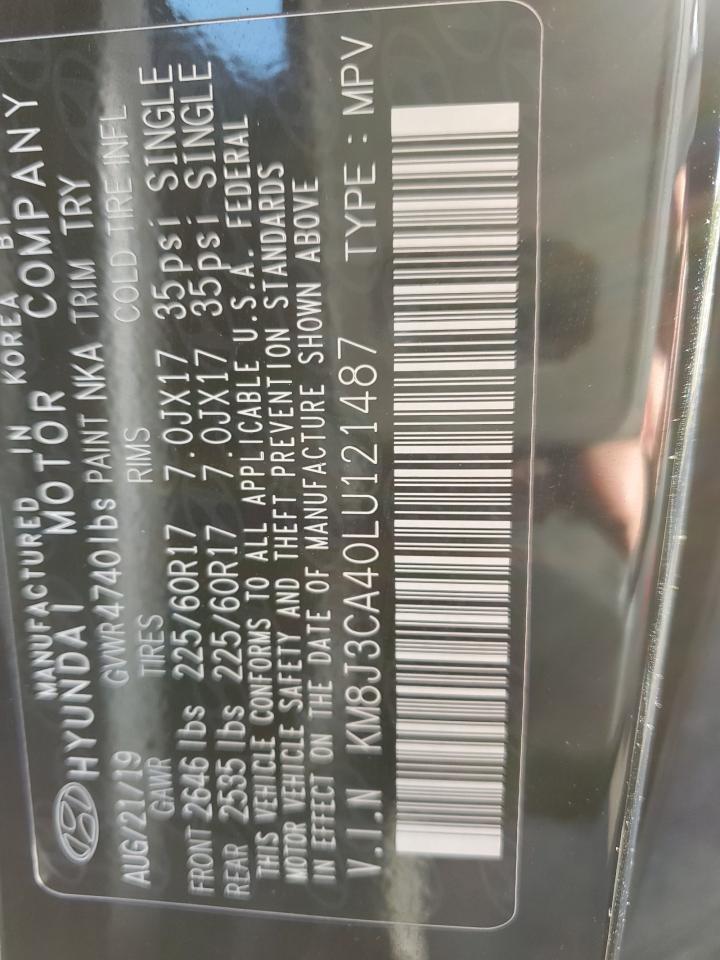 MANUFACTURED IN KOREA BY
HYUNDAI MOTOR COMPANY
AUG/21/19 GVWR4740lbs PAINT NKA TRIM TRY
GAWR TIRES RIMS COLD TIRE INFL
FRONT 2646 lbs 225/60R17 7.0JX17 35psi SINGLE
REAR 2535 lbs 225/60R17 7.0JX17 35psi SINGLE
THIS VEHICLE CONFORMS TO ALL APPLICABLE U.S.A. FEDERAL
MOTOR VEHICLE SAFETY AND THEFT PREVENTION STANDARDS
IN EFFECT ON THE DATE OF MANUFACTURE SHOWN ABOVE
V.I.N KM8J3CA40LU121487 TYPE : MPV